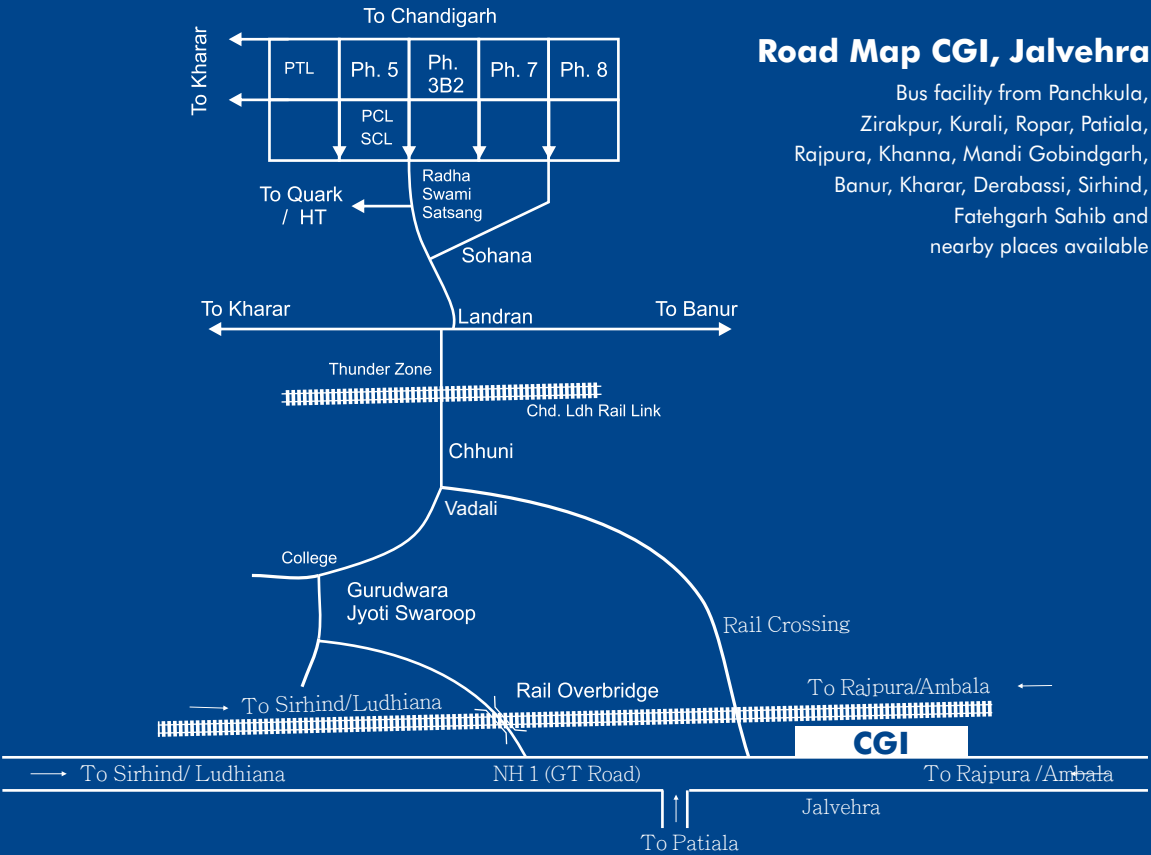 To Chandigarh
To Kharar
PTL
Ph. 5
Ph.
3B2
Ph. 7
Ph. 8
PCL
SCL
Road Map CGI, Jalvehra
Bus facility from Panchkula,
Zirakpur, Kurali, Ropar, Patiala,
Rajpura, Khanna, Mandi Gobindgarh,
Banur, Kharar, Derabassi, Sirhind,
Fatehgarh Sahib and
nearby places available
To Quark
/ HT
Radha
Swami
Satsang
Sohana
To Kharar
Landran
To Banur
Thunder Zone
Chd. Ldh Rail Link
Chhuni
Vadali
College
Gurudwara
Jyoti Swaroop
Rail Crossing
To Sirhind/Ludhiana
Rail Overbridge
To Rajpura/Ambala
CGI
To Sirhind/ Ludhiana
NH 1 (GT Road)
To Rajpura /Ambala
Jalvehra
To Patiala